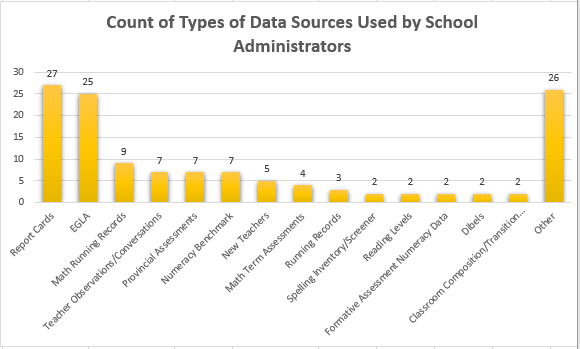 Count of Types of Data Sources Used by School
Administrators
30
25
20
15
10
5
0
27
25
9
7
7
7
5
4
3
2
2
2
2
2
26
Report Cards
EGLA
Math Running Records
Teacher Observations/Conversations
Provincial Assessments
Numeracy Benchmark
New Teachers
Math Term Assessments
Running Records
Spelling Inventory/Screener
Reading Levels
Formative Assessment Numeracy Data
Dibels
Classroom Composition/Transition...
Other